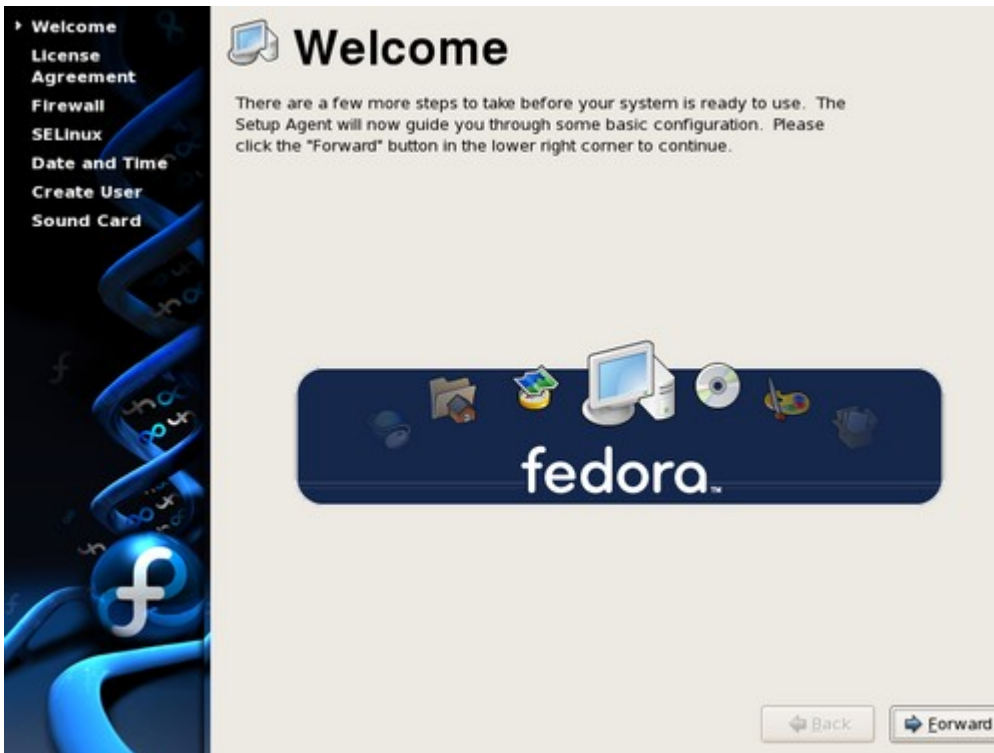 Welcome
License
Agreement
Firewall
SELinux
Date and Time
Create User
Sound Card
Welcome
There are a few more steps to take before your system is ready to use. The
Setup Agent will now guide you through some basic configuration. Please
click the "Forward" button in the lower right corner to continue.
fedora™
Back
Forward